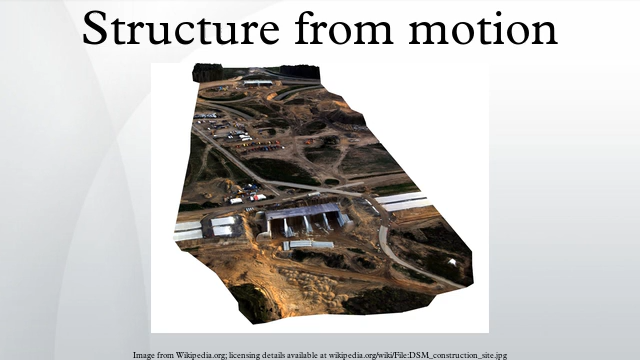 Structure from motion
Image from Wikipedia.org; licensing details available at wikipedia.org/wiki/File:DSM_construction_site.jpg